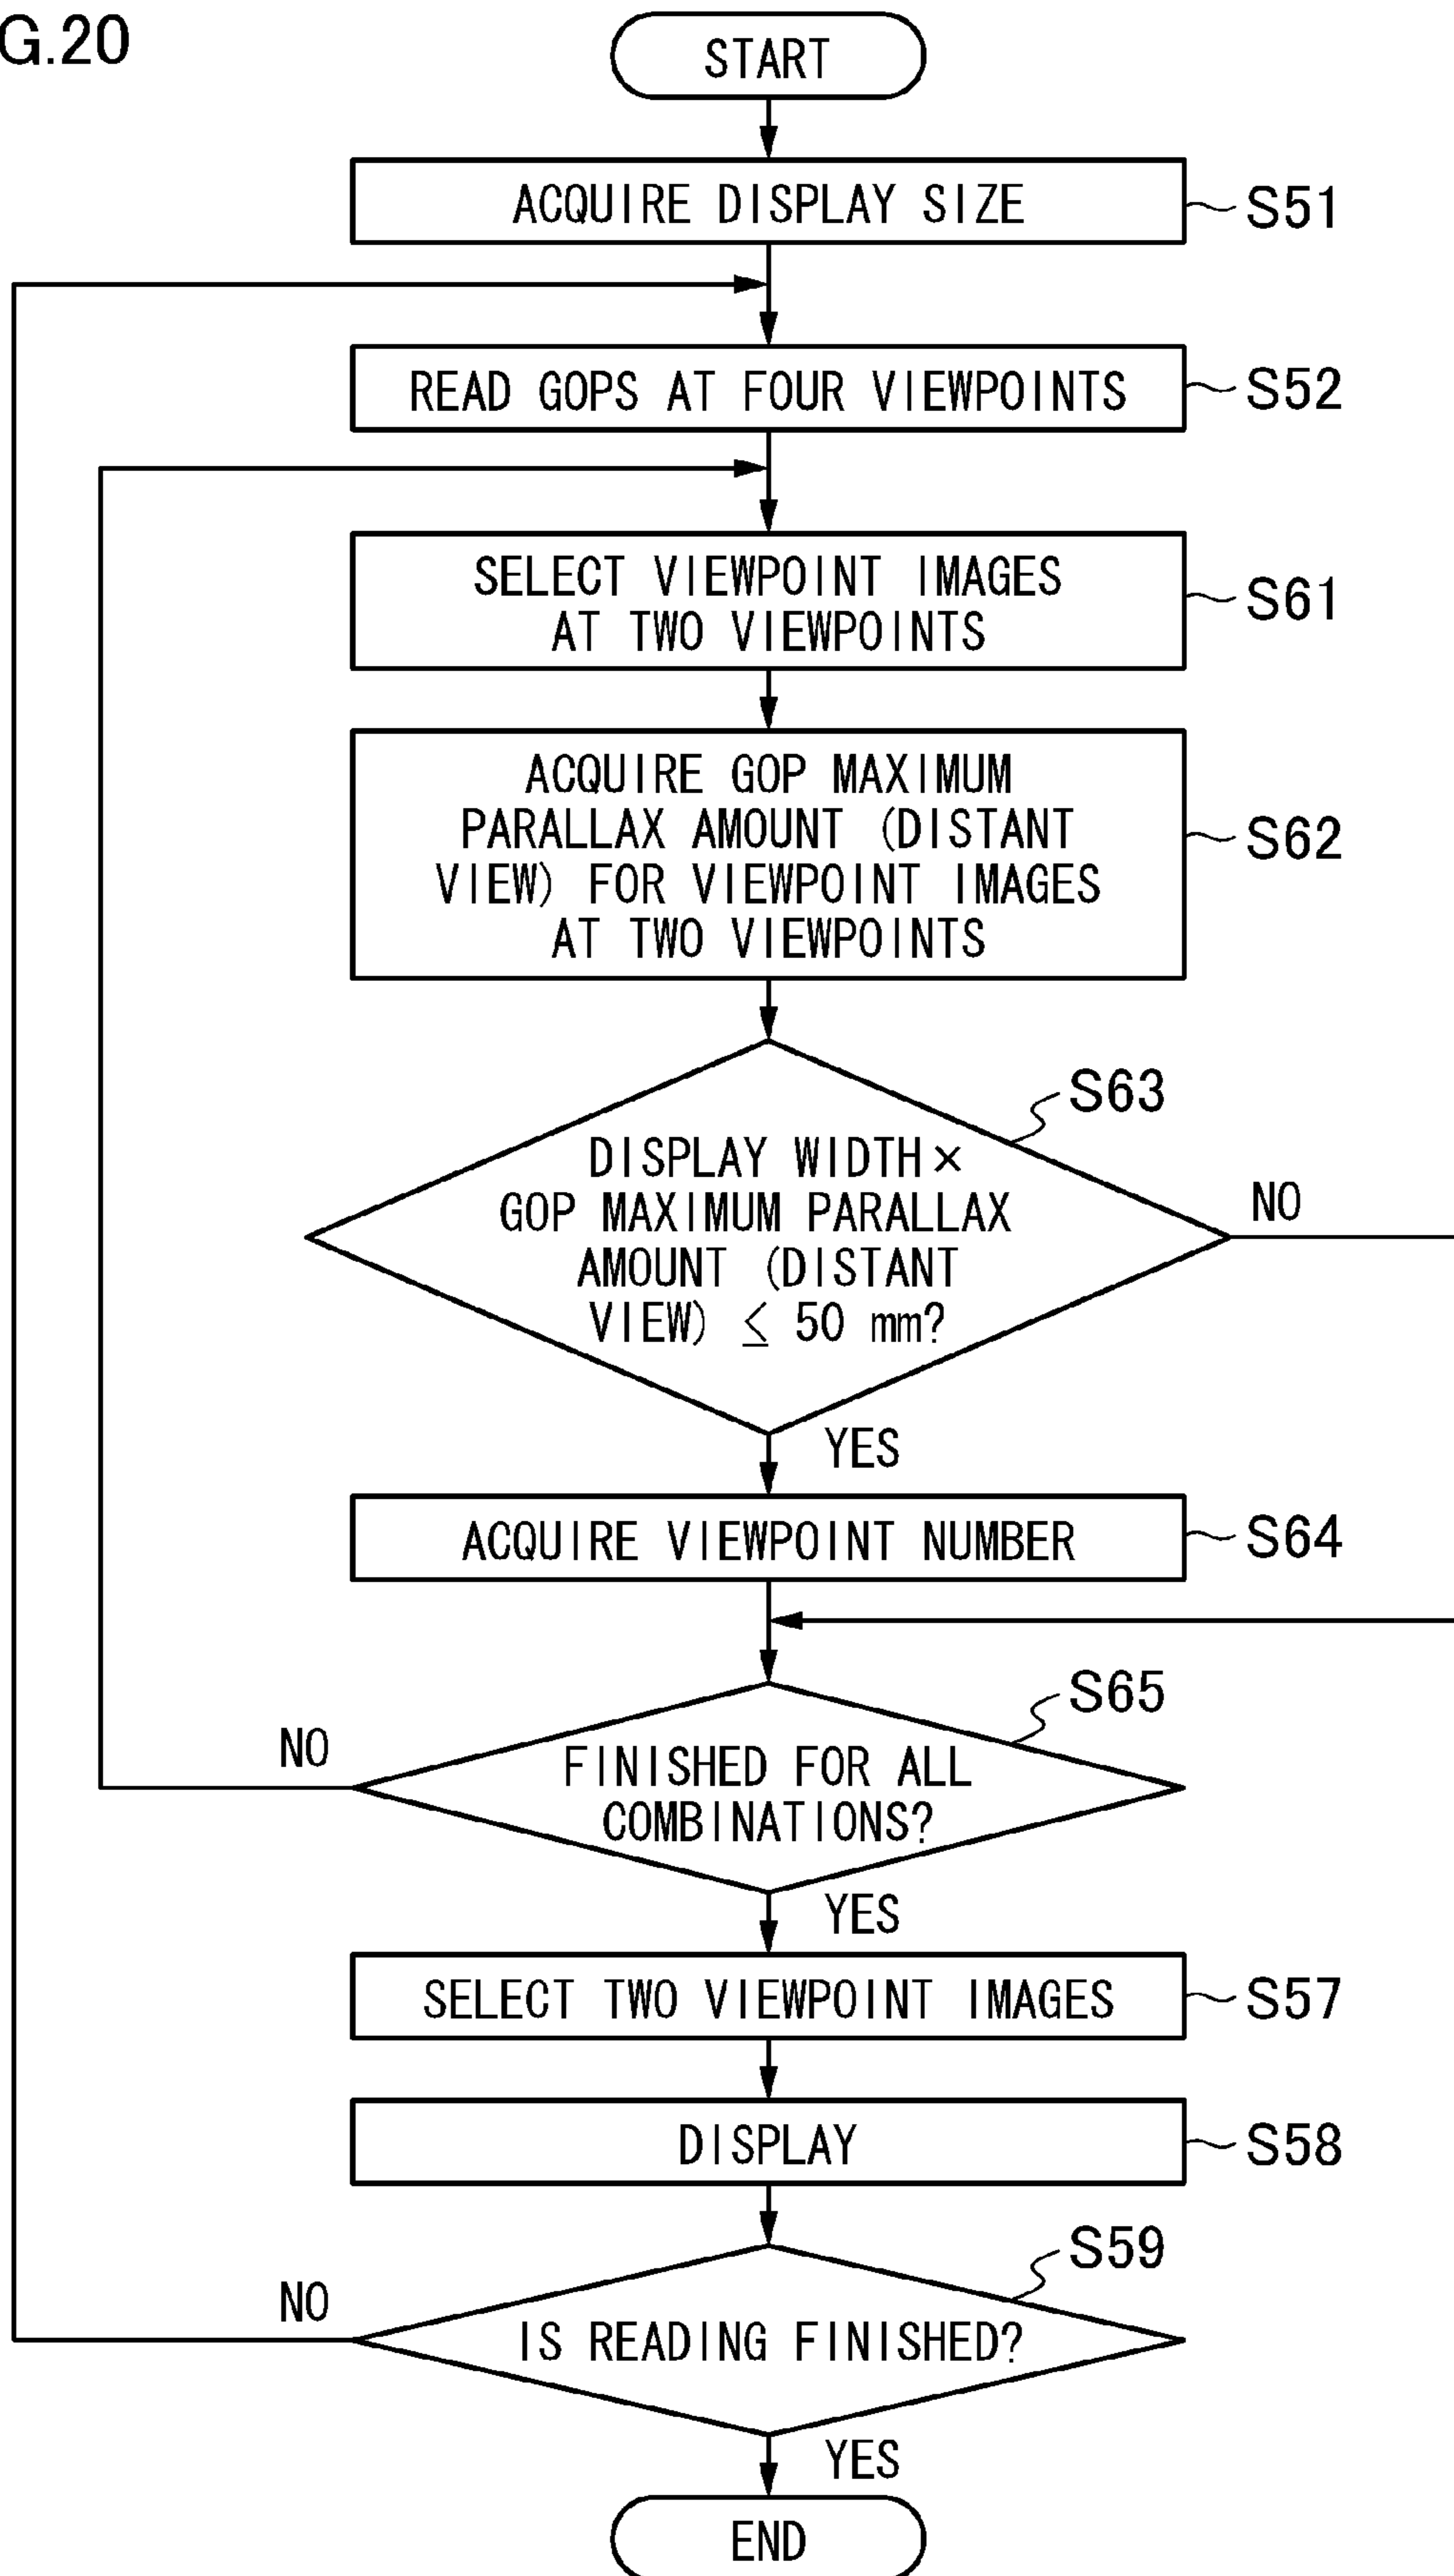 G.20
START
ACQUIRE DISPLAY SIZE
S51
READ GOPS AT FOUR VIEWPOINTS
S52
SELECT VIEWPOINT IMAGES
AT TWO VIEWPOINTS
S61
ACQUIRE GOP MAXIMUM
PARALLAX AMOUNT (DISTANT
VIEW) FOR VIEWPOINT IMAGES
AT TWO VIEWPOINTS
S62
S63
DISPLAY WIDTH×
GOP MAXIMUM PARALLAX
AMOUNT (DISTANT
VIEW) ≤ 50 mm?
NO
YES
ACQUIRE VIEWPOINT NUMBER
S64
S65
FINISHED FOR ALL
COMBINATIONS?
NO
YES
SELECT TWO VIEWPOINT IMAGES
S57
DISPLAY
S58
S59
IS READING FINISHED?
NO
YES
END